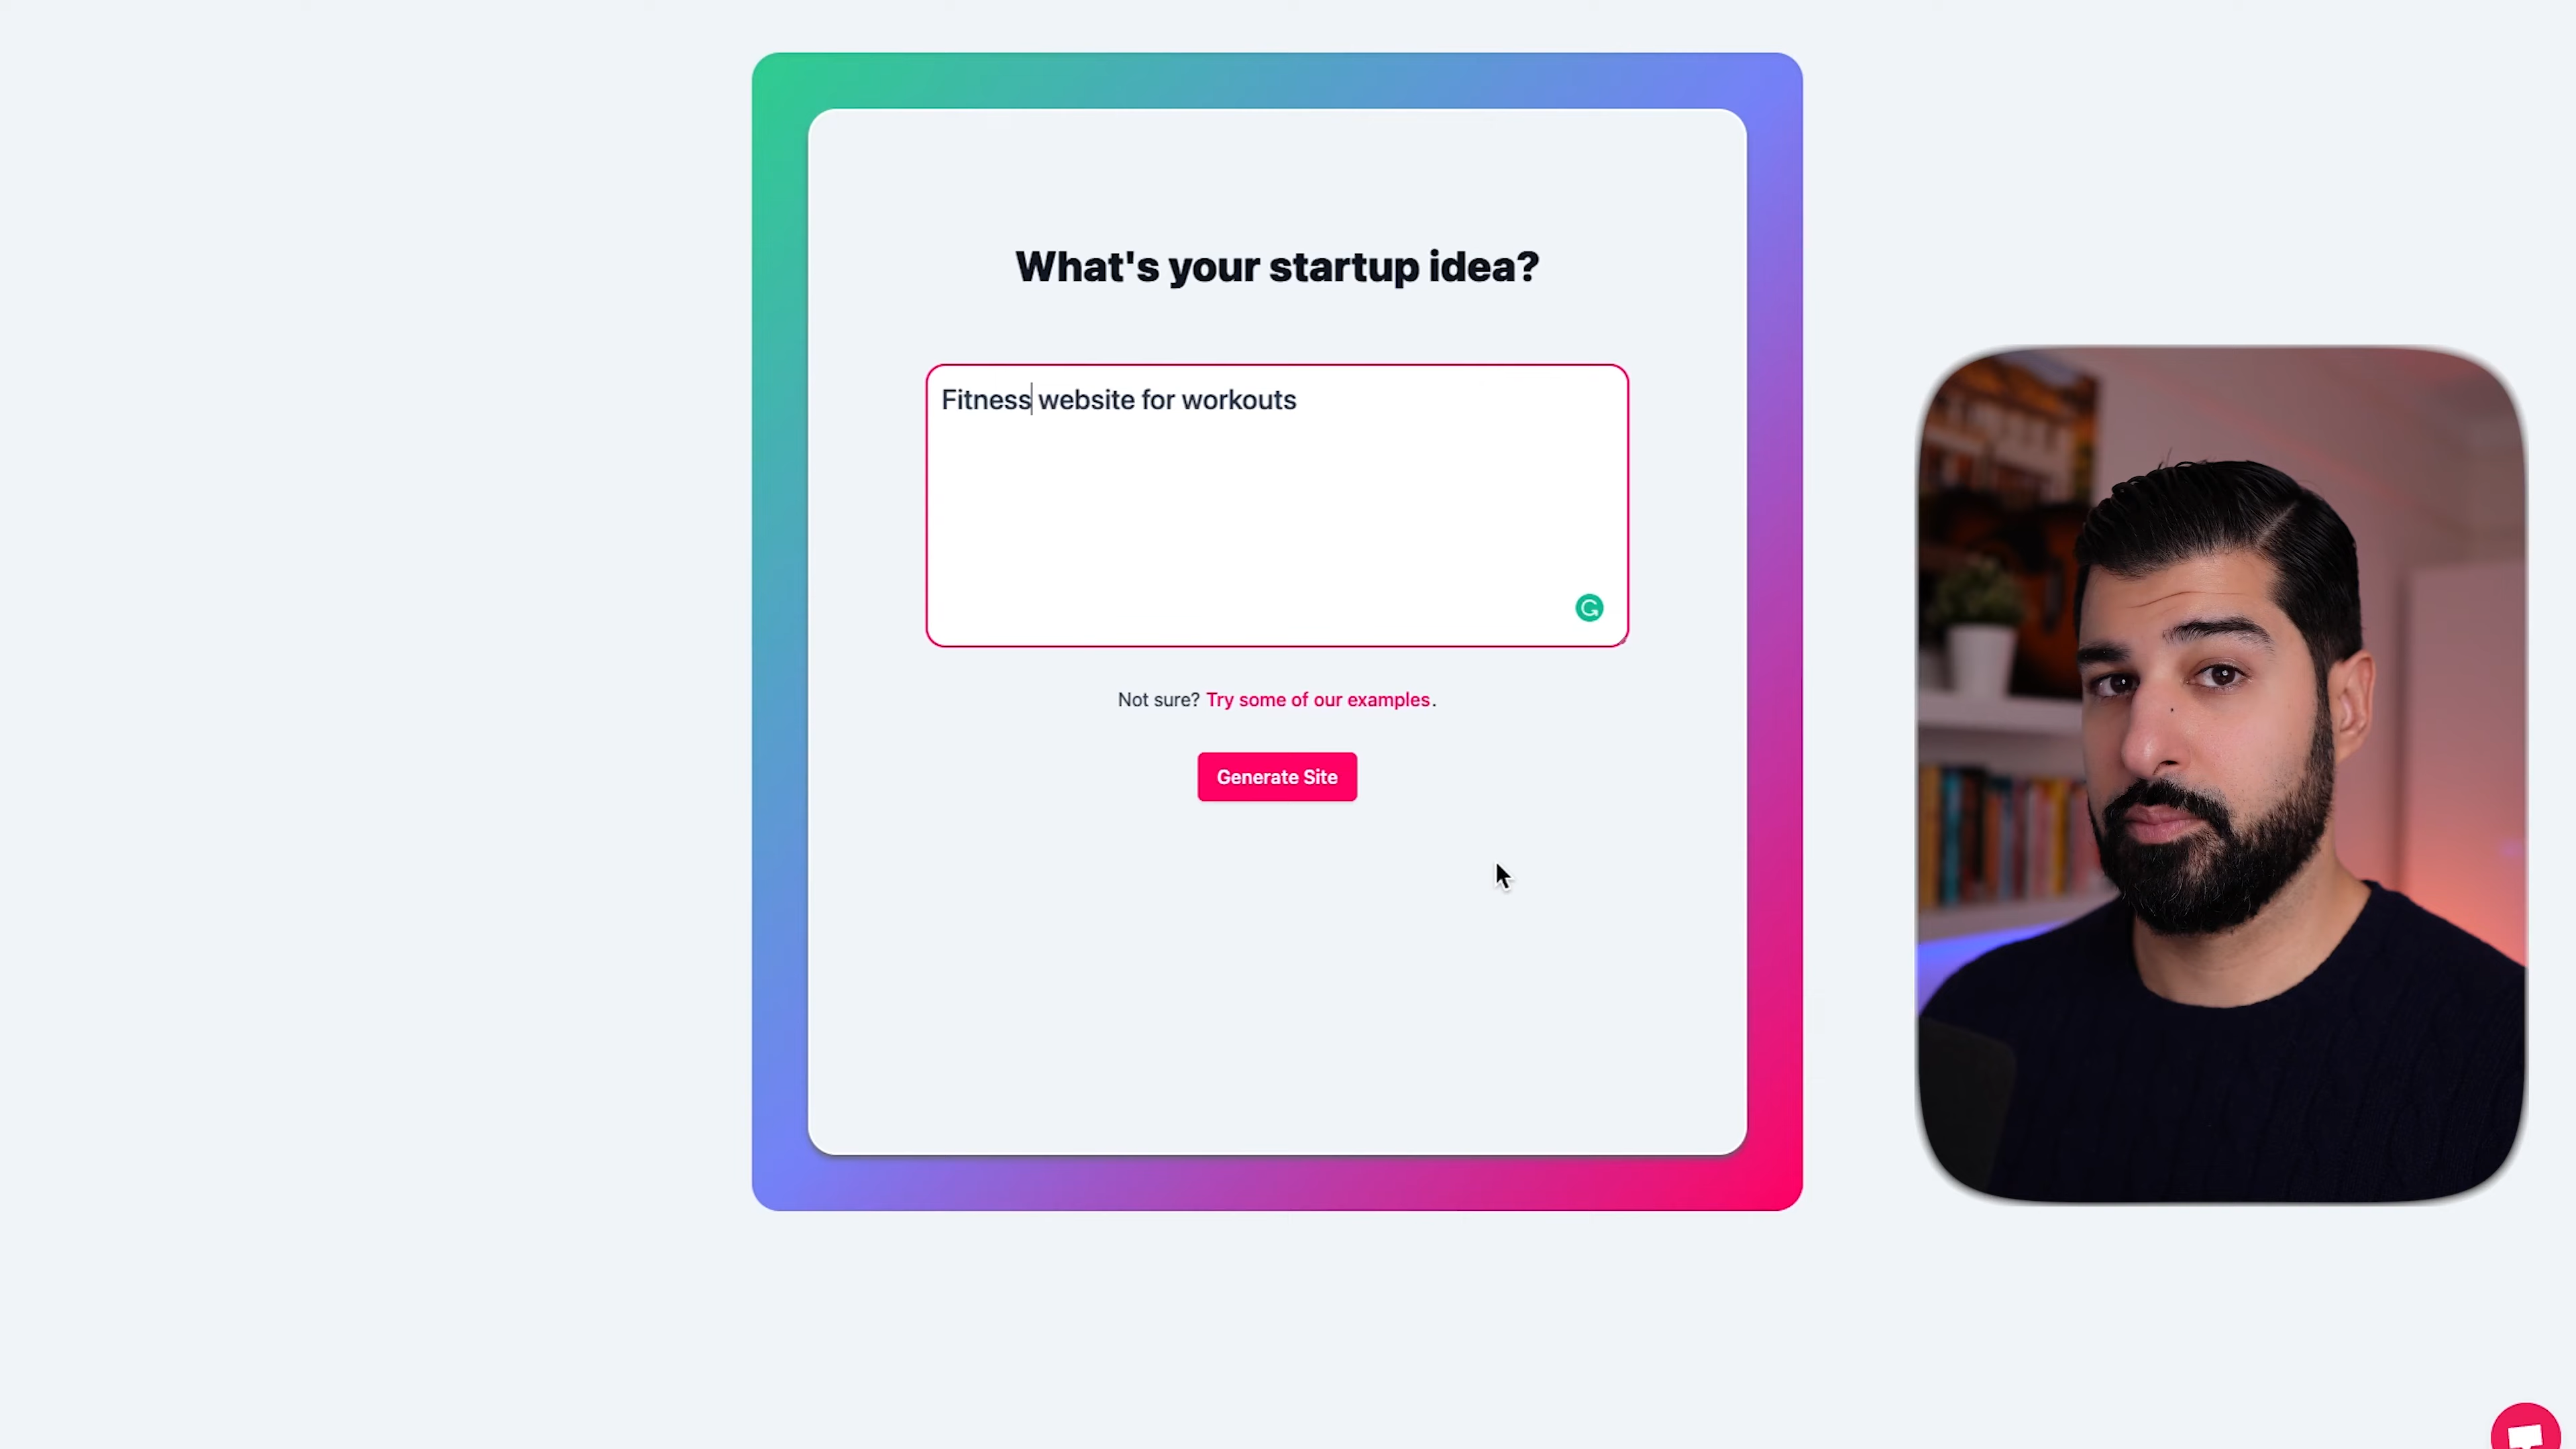 What's your startup idea?
Fitness website for workouts
Not sure? Try some of our examples.
Generate Site